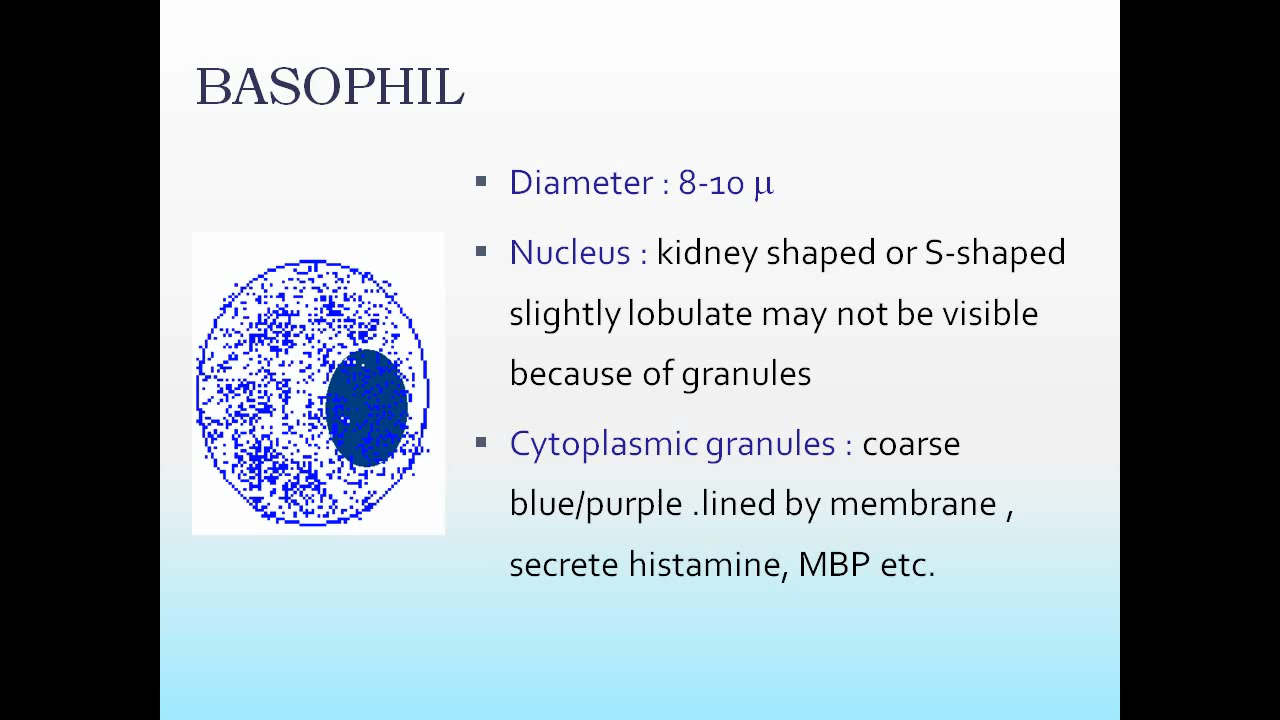 BASOPHIL
▪ Diameter : 8-10 µ
▪ Nucleus : kidney shaped or S-shaped
slightly lobulate may not be visible
because of granules
▪ Cytoplasmic granules : coarse
blue/purple .lined by membrane ,
secrete histamine, MBP etc.